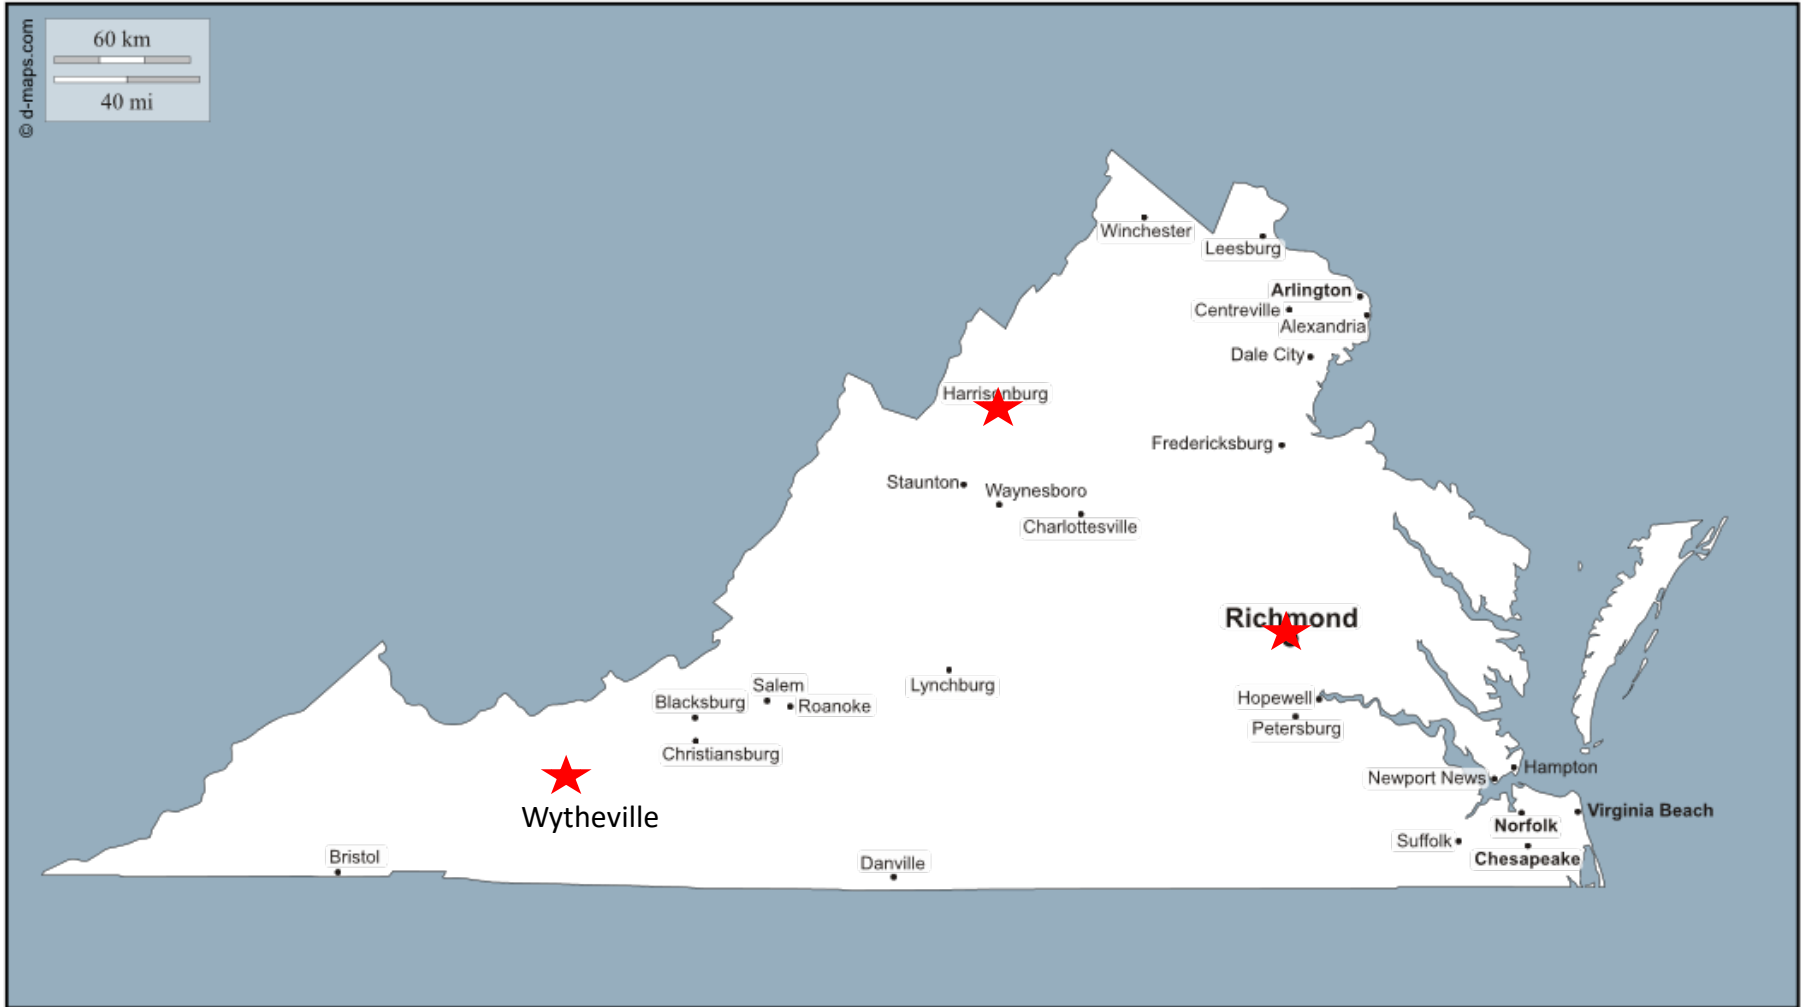 © d-maps.com
60 km
40 mi
Winchester
Leesburg
Arlington
Centreville
Alexandria
Dale City
Harrisonburg
Fredericksburg
Staunton
Waynesboro
Charlottesville
Richmond
Lynchburg
Salem
Blacksburg
Roanoke
Hopewell
Petersburg
Christiansburg
Hampton
Newport News
Wytheville
Virginia Beach
Norfolk
Suffolk
Chesapeake
Bristol
Danville